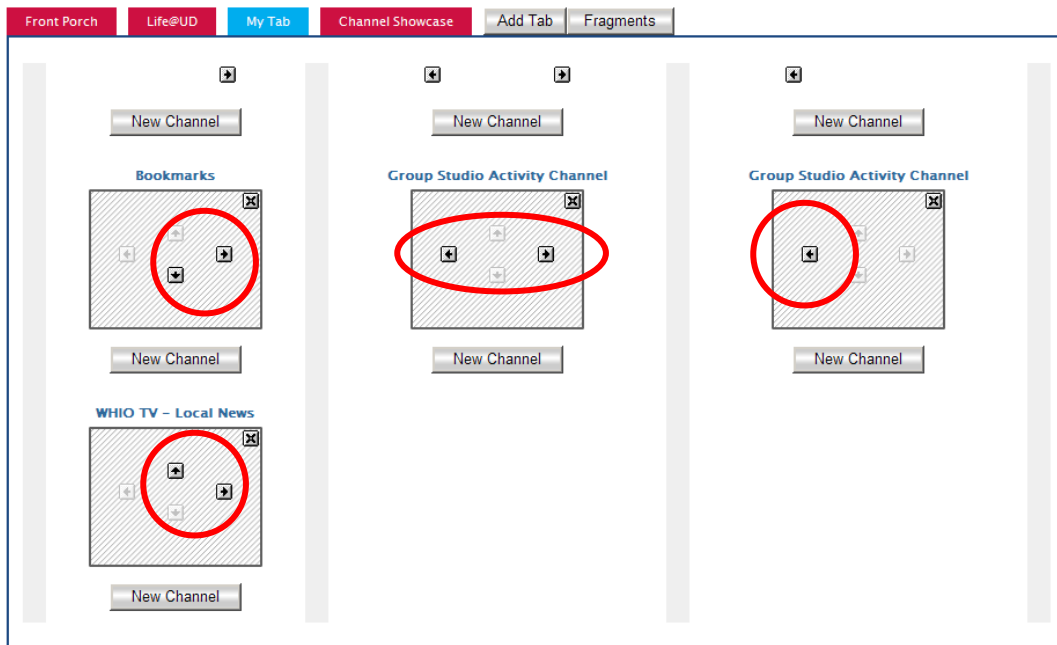 Front Porch Life@UD My Tab Channel Showcase Add Tab Fragments
New Channel New Channel New Channel
Bookmarks Group Studio Activity Channel Group Studio Activity Channel
New Channel New Channel New Channel
WHIO TV – Local News
New Channel